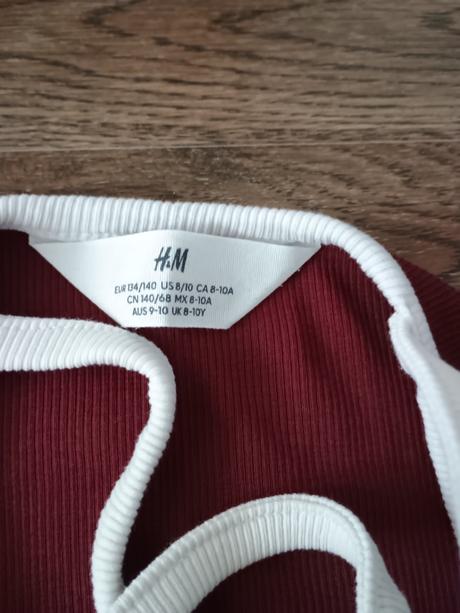 H&M
EUR 134/140 US 8/10 CA 8-10A
CN 140/68 MX 8-10A
AUS 9-10 UK 8-10Y